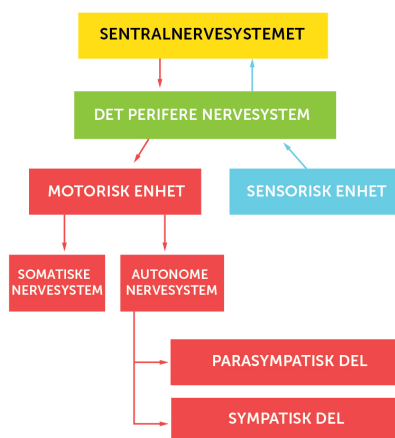 SENTRALNERVESYSTEMET
DET PERIFERE NERVESYSTEM
MOTORISK ENHET
SENSORISK ENHET
SOMATISKE
NERVESYSTEM
AUTONOME
NERVESYSTEM
PARASYMPATISK DEL
SYMPATISK DEL